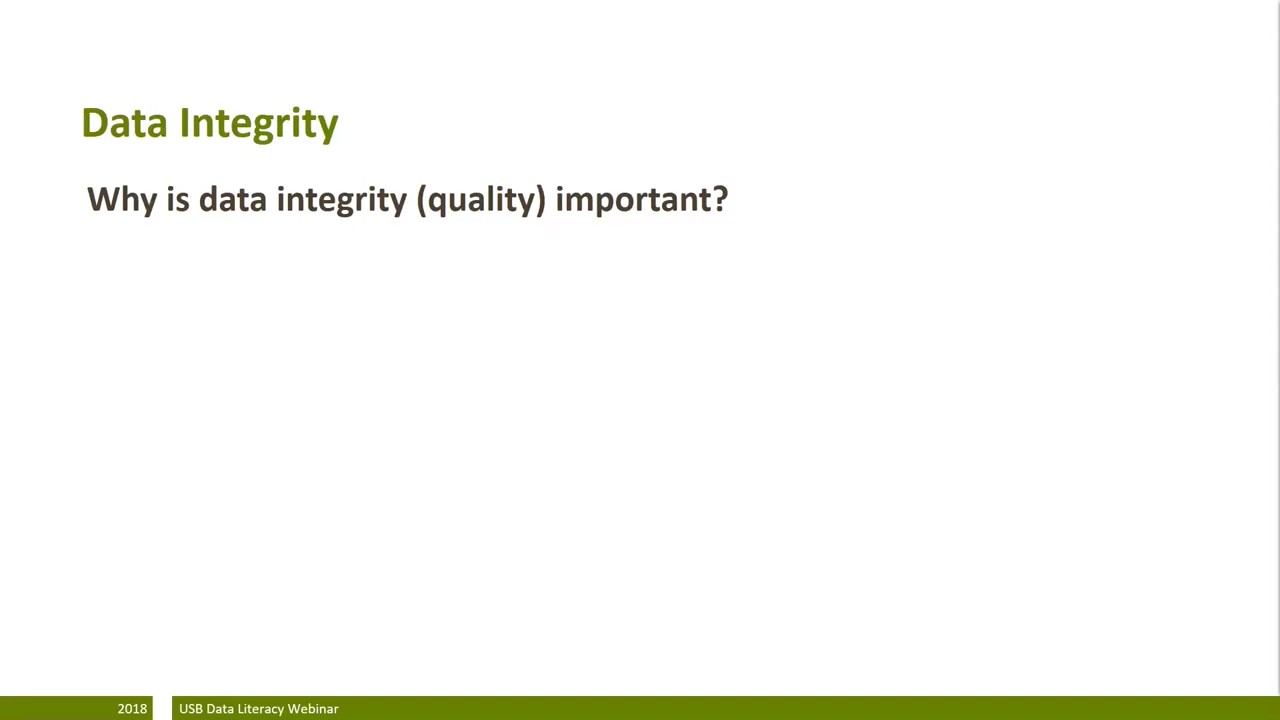 Data Integrity
Why is data integrity (quality) important?
2018
USB Data Literacy Webinar